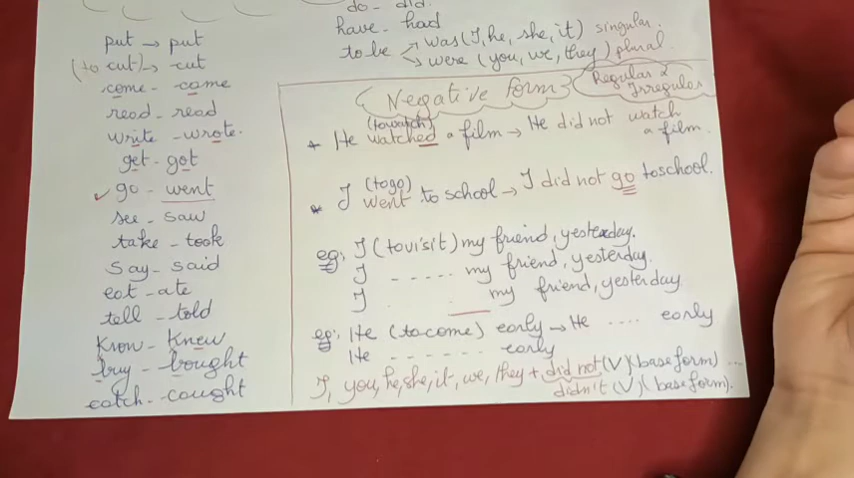 do - did.
have - had
to be was (I, he, she, it) singular.
were (you, we, they) plural
put → put
(to cut) → cut
come - came
read - read
write - wrote.
get - got
✓ go - went
see - saw
take - took
say - said
eat - ate
tell - told
know - knew
buy - bought
catch - caught
Negative form
Regular & Irregular
(to watch)
* He watched a film → He did not watch a film.
(to go)
* I went to school → I did not go to school.
eg: I (to visit) my friend, yesterday.
I ..... my friend, yesterday.
I . . my friend, yesterday
eg: He (to come) early → He .... early
He ...... early
I, you, he, she, it, we, they + did not (V) (base form) ...
didn't (V) (base form).